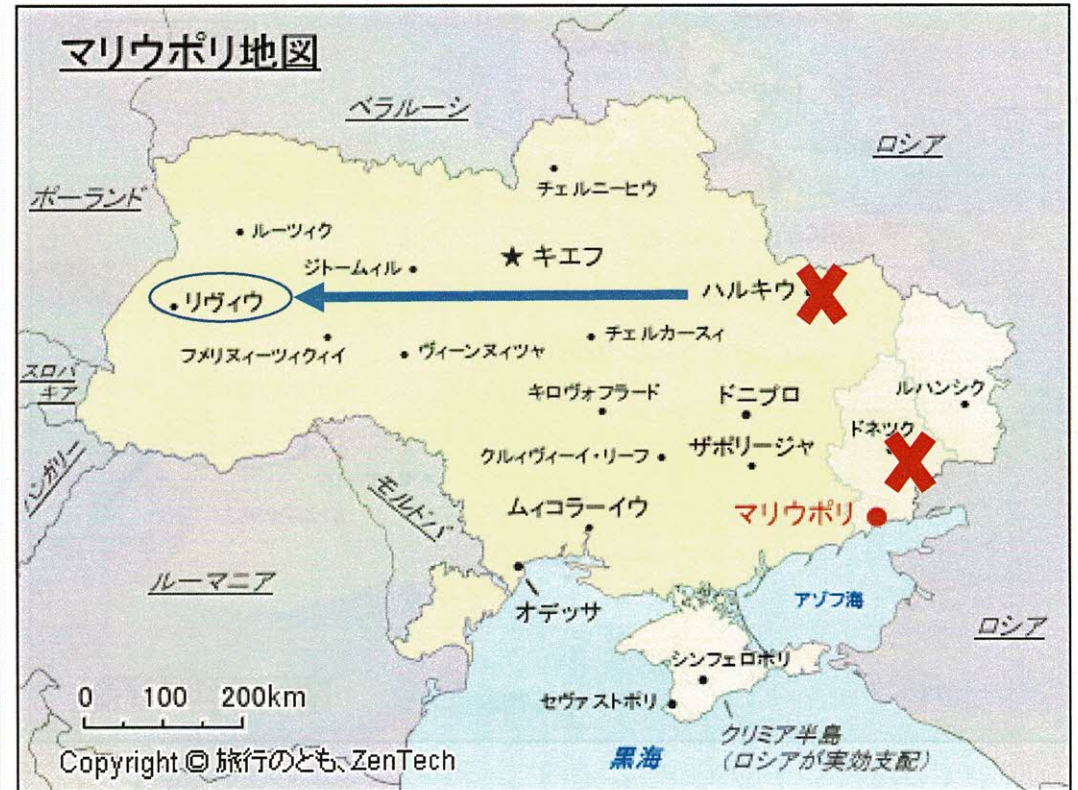 マリウポリ地図
ベラルーシ
ロシア
ポーランド
チェルニーヒウ
ルーツィク
キエフ
ジトームィル
リヴィウ
ハルキウ
チェルカースィ
フメリヌィーツィクィイ
ヴィーンヌィツャ
スロバ
キア
キロヴォフラード
ドニプロ
ルハンシク
ドネツク
クルィヴィーイ・リーフ
ザポリージャ
ハンガリー
モルドバ
ムィコラーイウ
マリウポリ
ルーマニア
オデッサ
アゾフ海
ロシア
シンフェロポリ
セヴァストポリ
0 100 200km
クリミア半島
(ロシアが実効支配)
黒海
Copyright © 旅行のとも、ZenTech